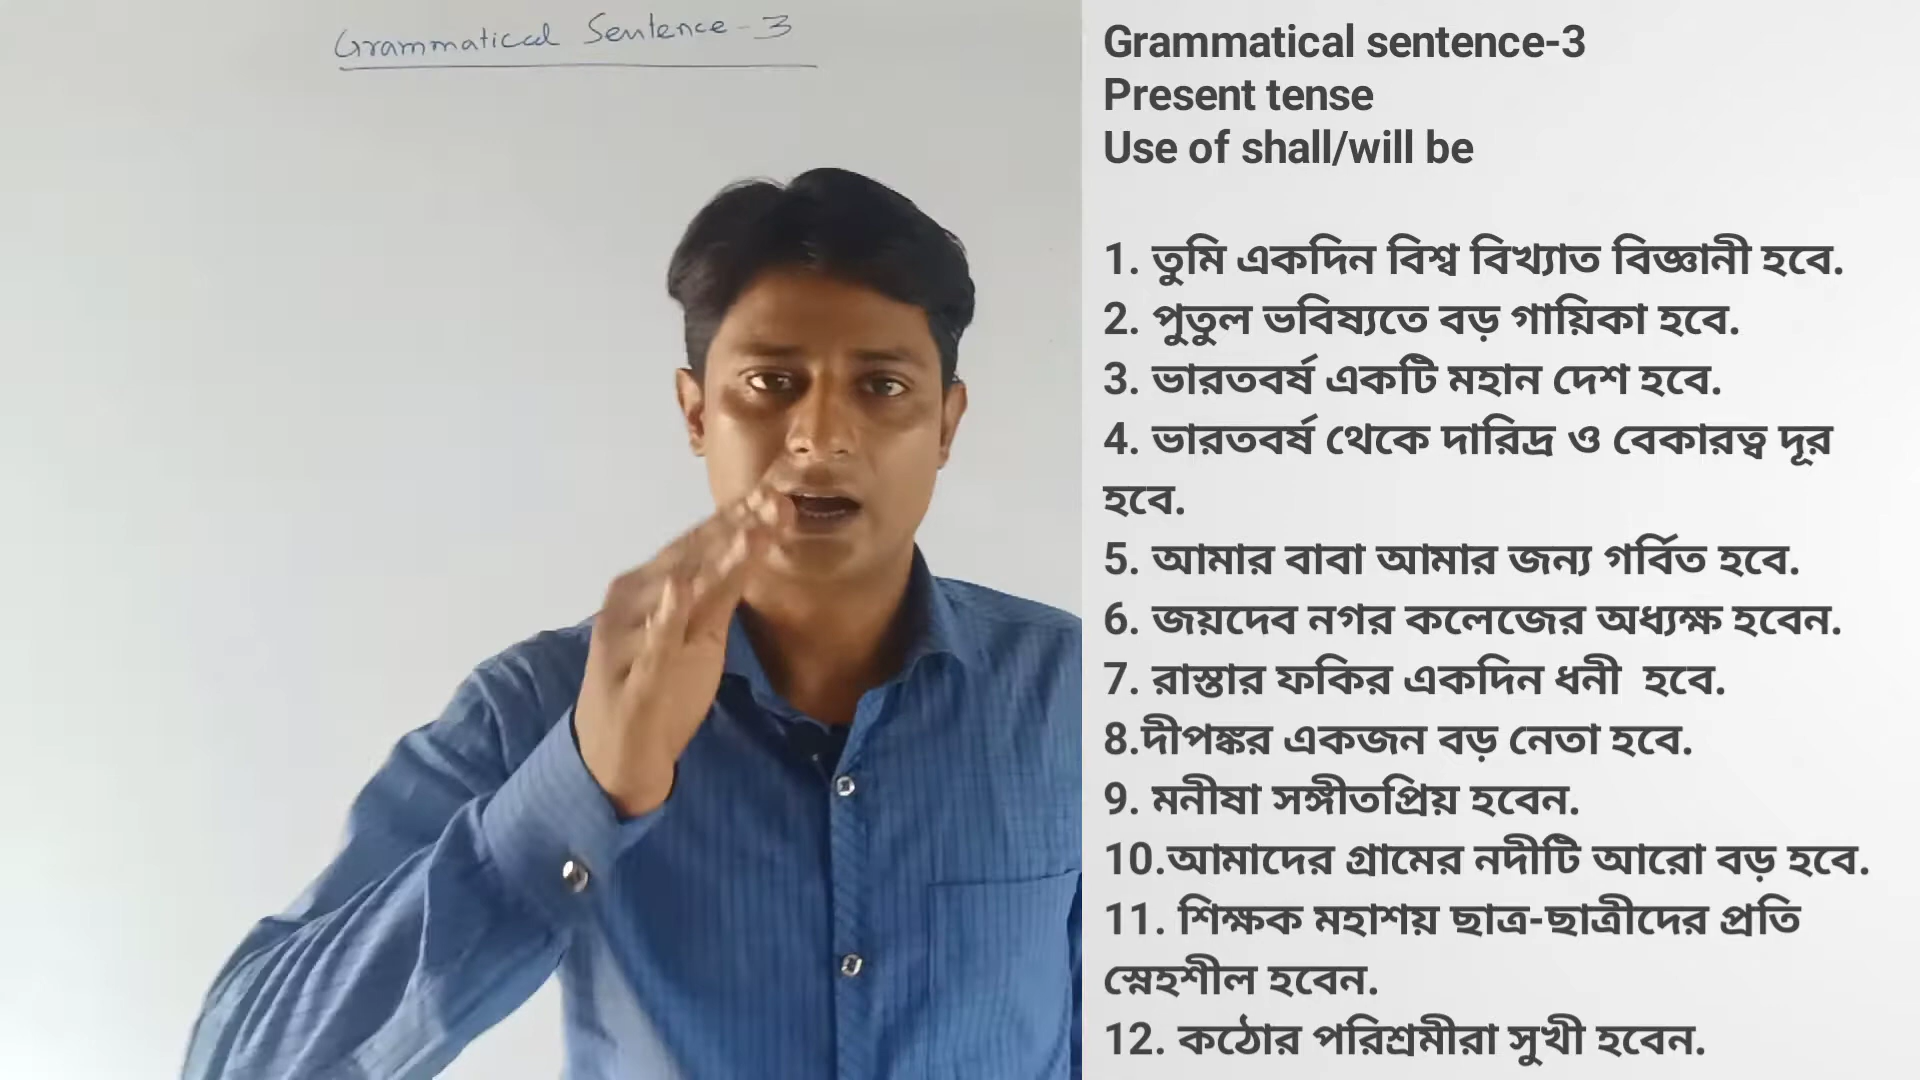 Grammatical Sentence-3
Grammatical sentence-3
Present tense
Use of shall/will be
1. তুমি একদিন বিশ্ব বিখ্যাত বিজ্ঞানী হবে.
2. পুতুল ভবিষ্যতে বড় গায়িকা হবে.
3. ভারতবর্ষ একটি মহান দেশ হবে.
4. ভারতবর্ষ থেকে দারিদ্র ও বেকারত্ব দূর
হবে.
5. আমার বাবা আমার জন্য গর্বিত হবে.
6. জয়দেব নগর কলেজের অধ্যক্ষ হবেন.
7. রাস্তার ফকির একদিন ধনী  হবে.
8.দীপঙ্কর একজন বড় নেতা হবে.
9. মনীষা সঙ্গীতপ্রিয় হবেন.
10.আমাদের গ্রামের নদীটি আরো বড় হবে.
11. শিক্ষক মহাশয় ছাত্র-ছাত্রীদের প্রতি
স্নেহশীল হবেন.
12. কঠোর পরিশ্রমীরা সুখী হবেন.